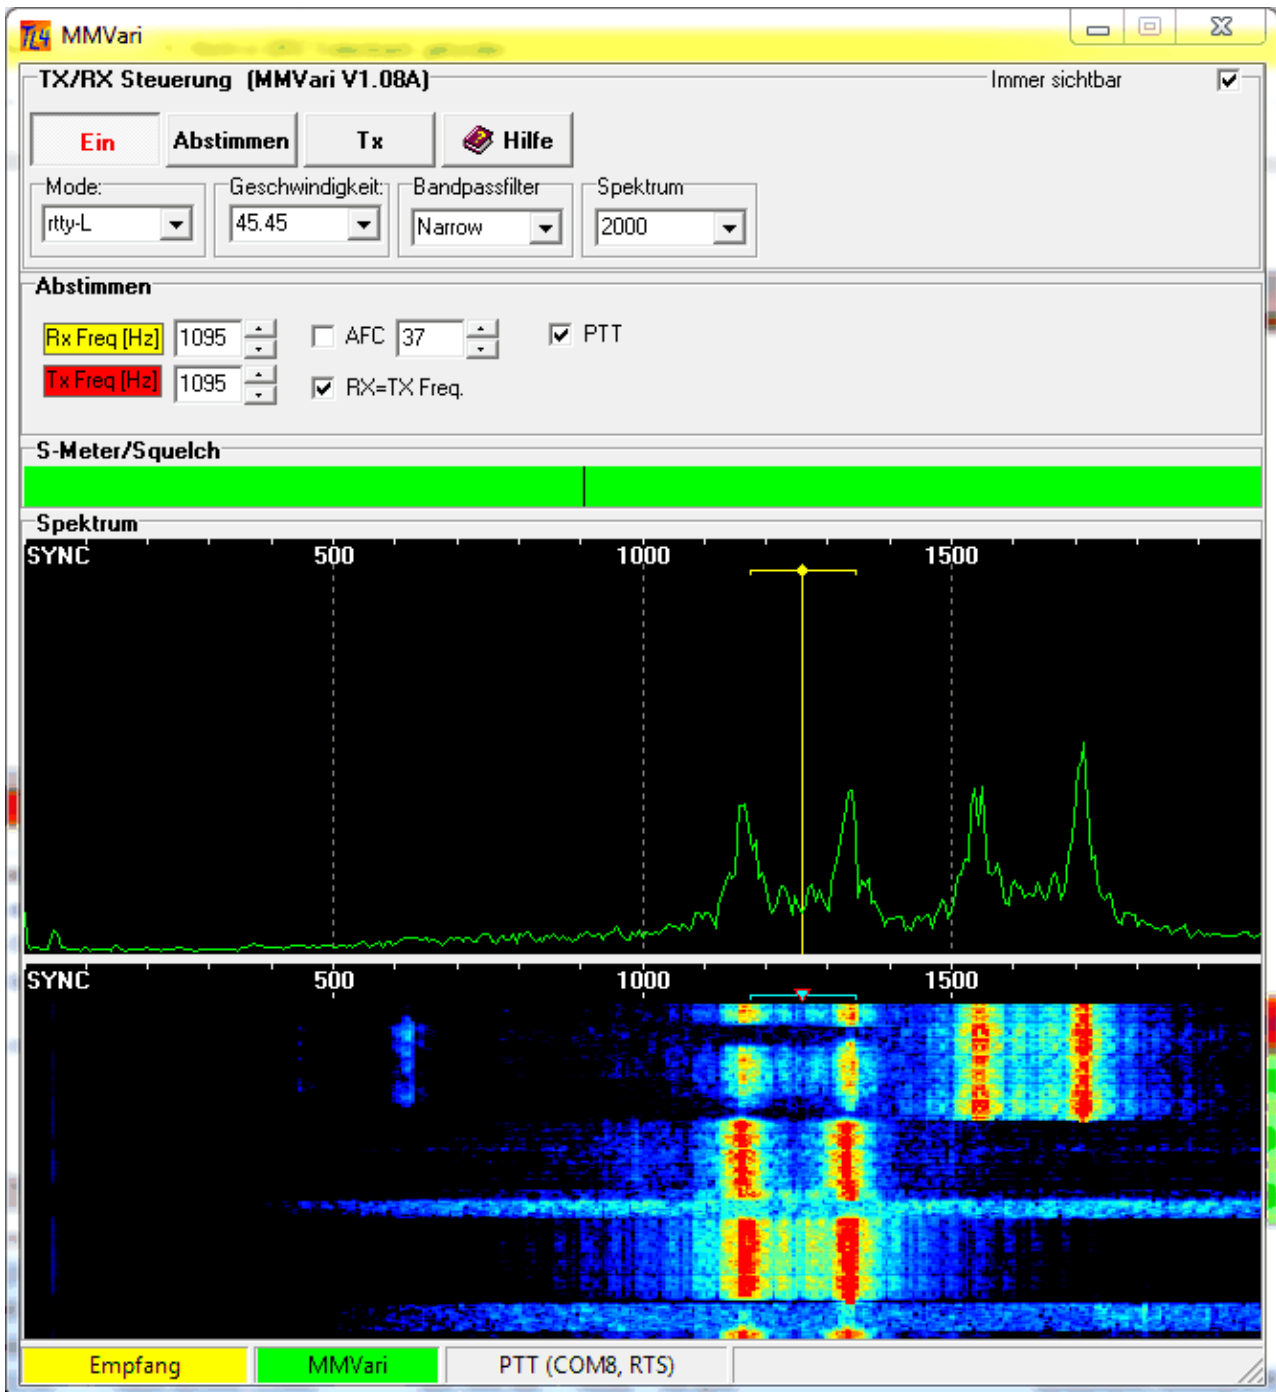 TL4 MMVari
TX/RX Steuerung (MMVari V1.08A) Immer sichtbar
Ein Abstimmen Tx Hilfe
Mode: Geschwindigkeit: Bandpassfilter Spektrum
rtty-L 45.45 Narrow 2000
Abstimmen
Rx Freq [Hz] 1095 AFC 37 PTT
Tx Freq [Hz] 1095 RX=TX Freq.
S-Meter/Squelch
Spektrum
SYNC 500 1000 1500
SYNC 500 1000 1500
Empfang MMVari PTT (COM8, RTS)